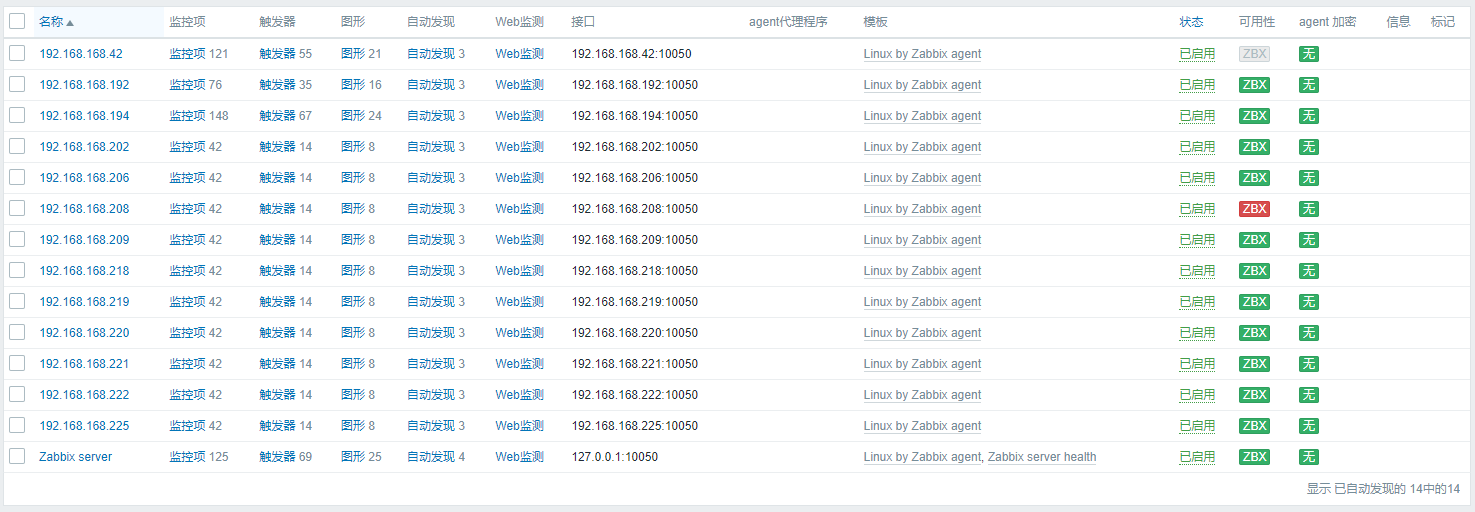 名称 监控项 触发器 图形 自动发现 Web监测 接口 agent代理程序 模板 状态 可用性 agent 加密 信息 标记
192.168.168.42 监控项 121 触发器 55 图形 21 自动发现 3 Web监测 192.168.168.42:10050 Linux by Zabbix agent 已启用 ZBX 无
192.168.168.192 监控项 76 触发器 35 图形 16 自动发现 3 Web监测 192.168.168.192:10050 Linux by Zabbix agent 已启用 ZBX 无
192.168.168.194 监控项 148 触发器 67 图形 24 自动发现 3 Web监测 192.168.168.194:10050 Linux by Zabbix agent 已启用 ZBX 无
192.168.168.202 监控项 42 触发器 14 图形 8 自动发现 3 Web监测 192.168.168.202:10050 Linux by Zabbix agent 已启用 ZBX 无
192.168.168.206 监控项 42 触发器 14 图形 8 自动发现 3 Web监测 192.168.168.206:10050 Linux by Zabbix agent 已启用 ZBX 无
192.168.168.208 监控项 42 触发器 14 图形 8 自动发现 3 Web监测 192.168.168.208:10050 Linux by Zabbix agent 已启用 ZBX 无
192.168.168.209 监控项 42 触发器 14 图形 8 自动发现 3 Web监测 192.168.168.209:10050 Linux by Zabbix agent 已启用 ZBX 无
192.168.168.218 监控项 42 触发器 14 图形 8 自动发现 3 Web监测 192.168.168.218:10050 Linux by Zabbix agent 已启用 ZBX 无
192.168.168.219 监控项 42 触发器 14 图形 8 自动发现 3 Web监测 192.168.168.219:10050 Linux by Zabbix agent 已启用 ZBX 无
192.168.168.220 监控项 42 触发器 14 图形 8 自动发现 3 Web监测 192.168.168.220:10050 Linux by Zabbix agent 已启用 ZBX 无
192.168.168.221 监控项 42 触发器 14 图形 8 自动发现 3 Web监测 192.168.168.221:10050 Linux by Zabbix agent 已启用 ZBX 无
192.168.168.222 监控项 42 触发器 14 图形 8 自动发现 3 Web监测 192.168.168.222:10050 Linux by Zabbix agent 已启用 ZBX 无
192.168.168.225 监控项 42 触发器 14 图形 8 自动发现 3 Web监测 192.168.168.225:10050 Linux by Zabbix agent 已启用 ZBX 无
Zabbix server 监控项 125 触发器 69 图形 25 自动发现 4 Web监测 127.0.0.1:10050 Linux by Zabbix agent, Zabbix server health 已启用 ZBX 无
显示 已自动发现的 14中的14